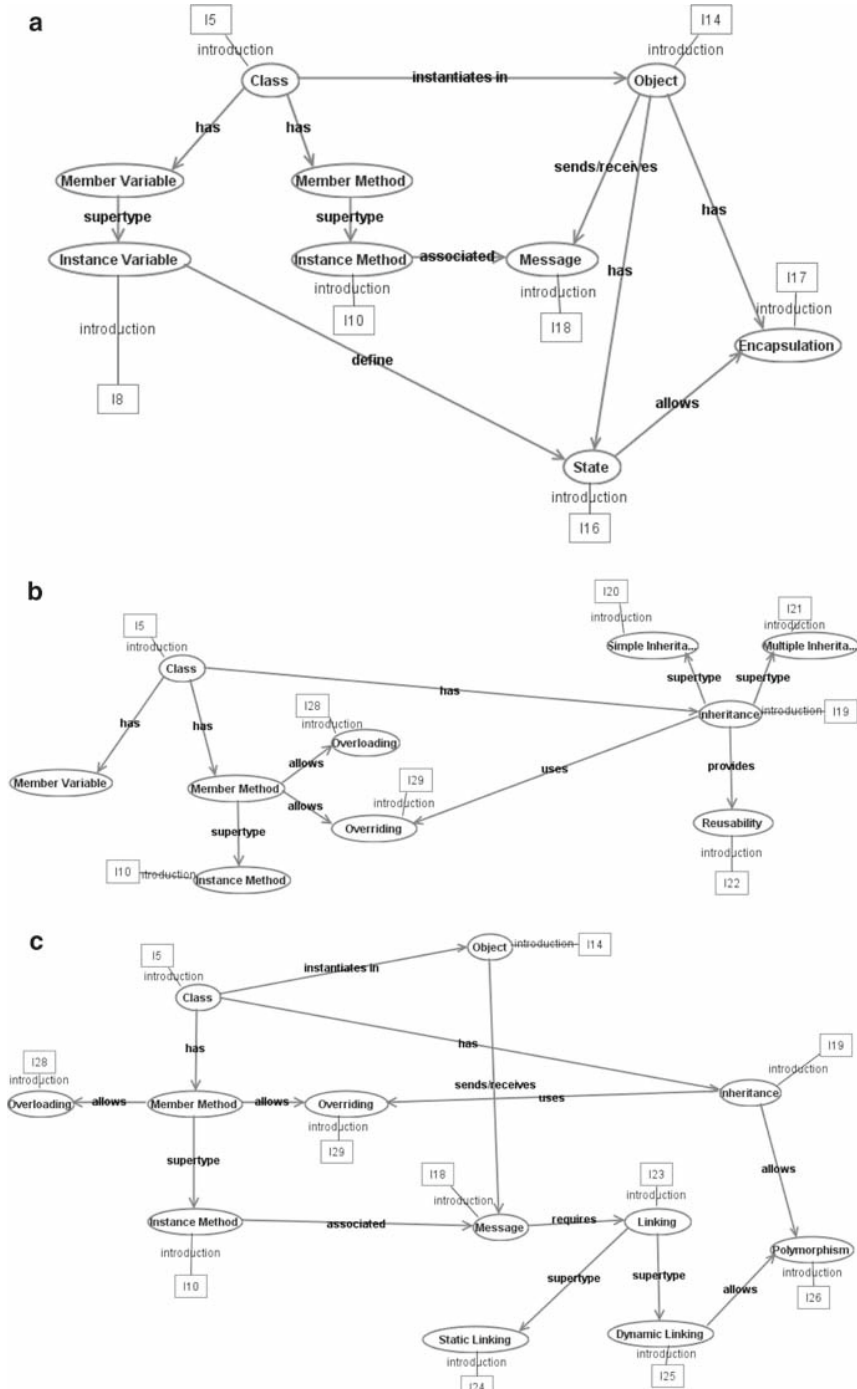 a
I5
I14
introduction
introduction
Class
instantiates in
Object
has
has
sends/receives
Member Variable
Member Method
has
supertype
supertype
Instance Variable
Instance Method
associated
Message
has
I17
introduction
introduction
introduction
introduction
I10
I18
Encapsulation
define
I8
allows
State
introduction
I16
b
I20
I21
I5
introduction
introduction
introduction
Simple Inherita...
Multiple Inherita...
Class
supertype
supertype
has
I28
has
has
introduction
nheritance
introduction
I19
Overloading
allows
uses
provides
Member Variable
Member Method
I29
introduction
allows
Overriding
Reusability
supertype
introduction
I10
ntroduction
Instance Method
I22
c
Object
introduction
I14
I5
introduction
instantiates In
Class
has
has
I19
introduction
I28
introduction
sends/receives
nheritance
Overloading
allows
Member Method
allows
Overriding
uses
introduction
I29
supertype
allows
I18
I23
introduction
introduction
Instance Method
associated
Message
requires
Linking
introduction
Polymorphism
I10
supertype
supertype
introduction
I26
allows
Static Linking
Dynamic Linking
introduction
introduction
I24
I25